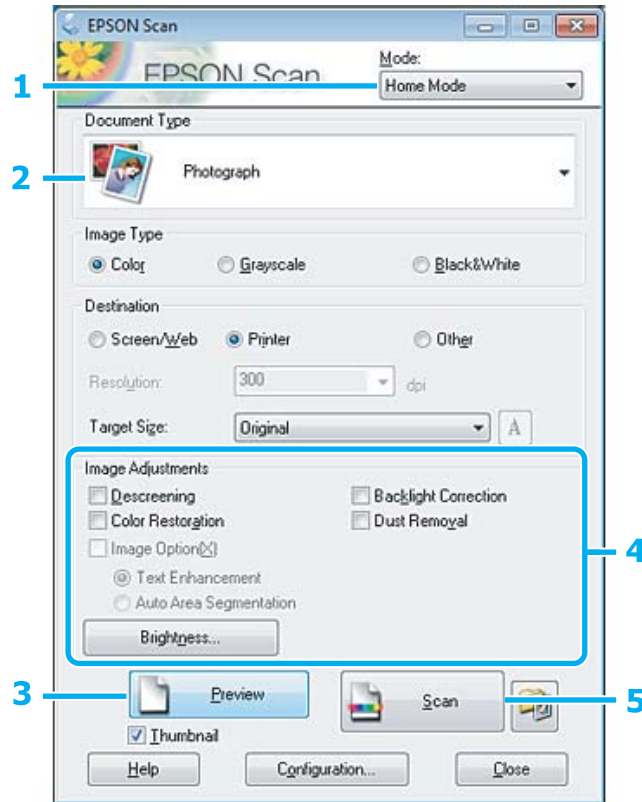 EPSON Scan
EPSON Scan
Mode:
1
Home Mode
Document Type
2
Photograph
Image Type
Color Grayscale Black&White
Destination
Screen/Web Printer Other
Resolution: 300 dpi
Target Size: Original A
Image Adjustments
Descreening Backlight Correction
Color Restoration Dust Removal
Image Option(X)
4
Text Enhancement
Auto Area Segmentation
Brightness...
3 Preview Scan 5
Thumbnail
Help Configuration... Close